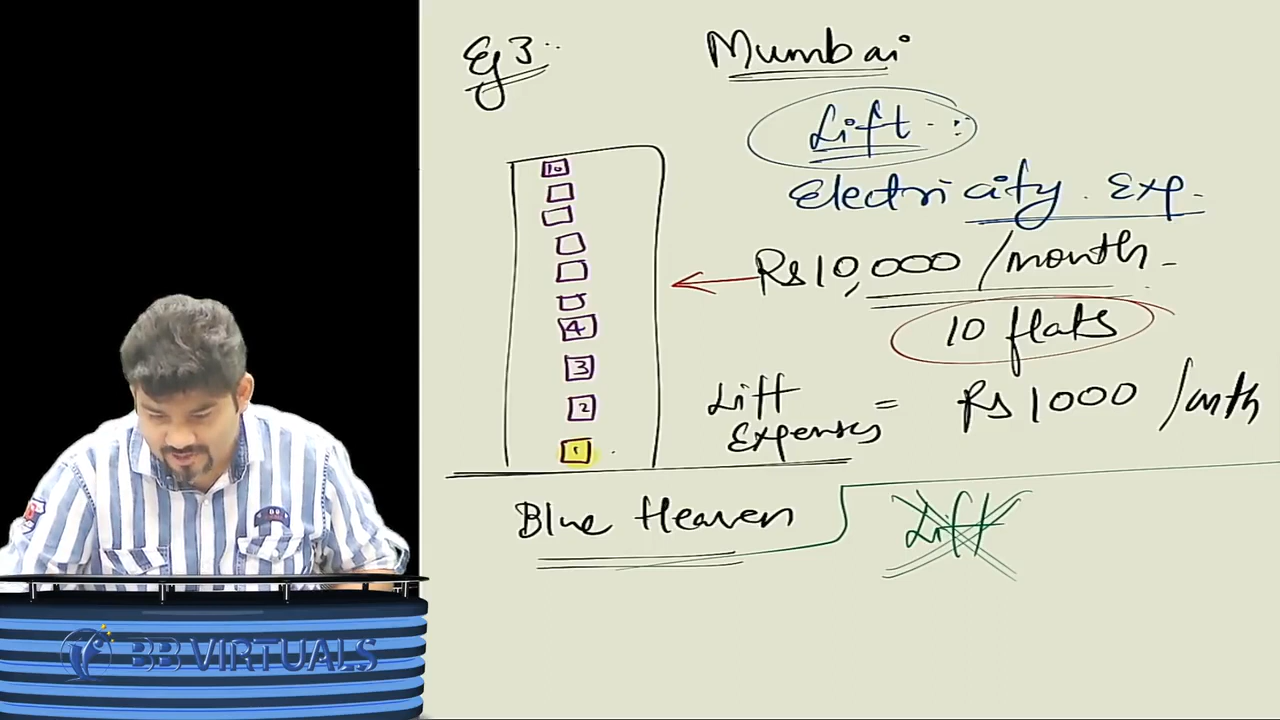 Eg 3:
Mumbai
Lift
Electricity Exp.
Rs 10,000 /month
10 flats
10
4
3
2
1
Lift Expenses = Rs 1000 /mth
Blue Heaven
Lift
BB VIRTUALS